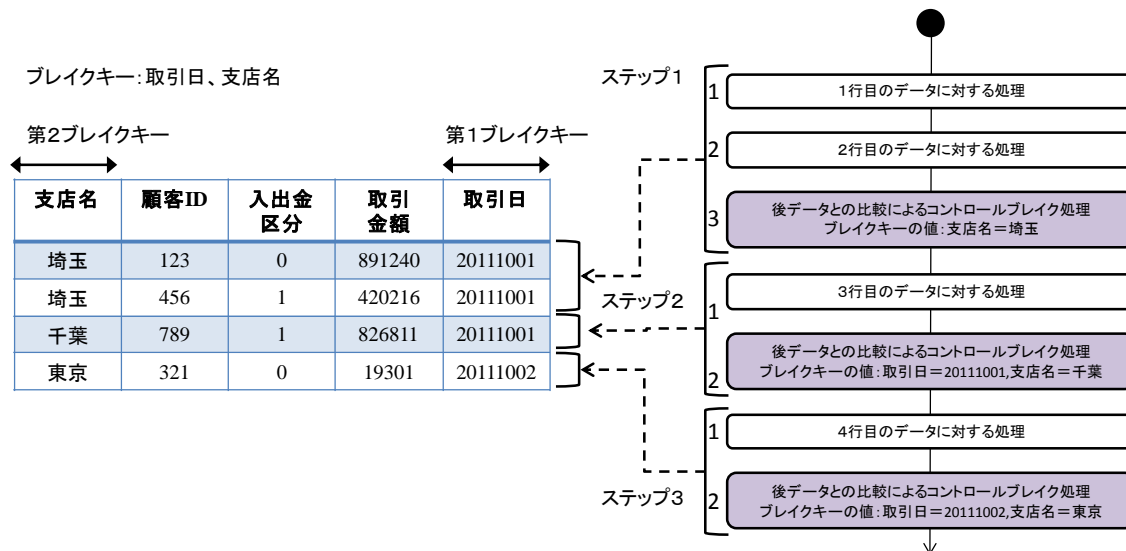 ブレイクキー:取引日、支店名
第2ブレイクキー
第1ブレイクキー
支店名 顧客ID 入出金 取引 取引日
区分 金額
埼玉 123 0 891240 20111001
埼玉 456 1 420216 20111001
千葉 789 1 826811 20111001
東京 321 0 19301 20111002
ステップ1
1 1行目のデータに対する処理
2 2行目のデータに対する処理
3 後データとの比較によるコントロールブレイク処理
ブレイクキーの値:支店名=埼玉
ステップ2
1 3行目のデータに対する処理
2 後データとの比較によるコントロールブレイク処理
ブレイクキーの値:取引日=20111001,支店名=千葉
ステップ3
1 4行目のデータに対する処理
2 後データとの比較によるコントロールブレイク処理
ブレイクキーの値:取引日=20111002,支店名=東京